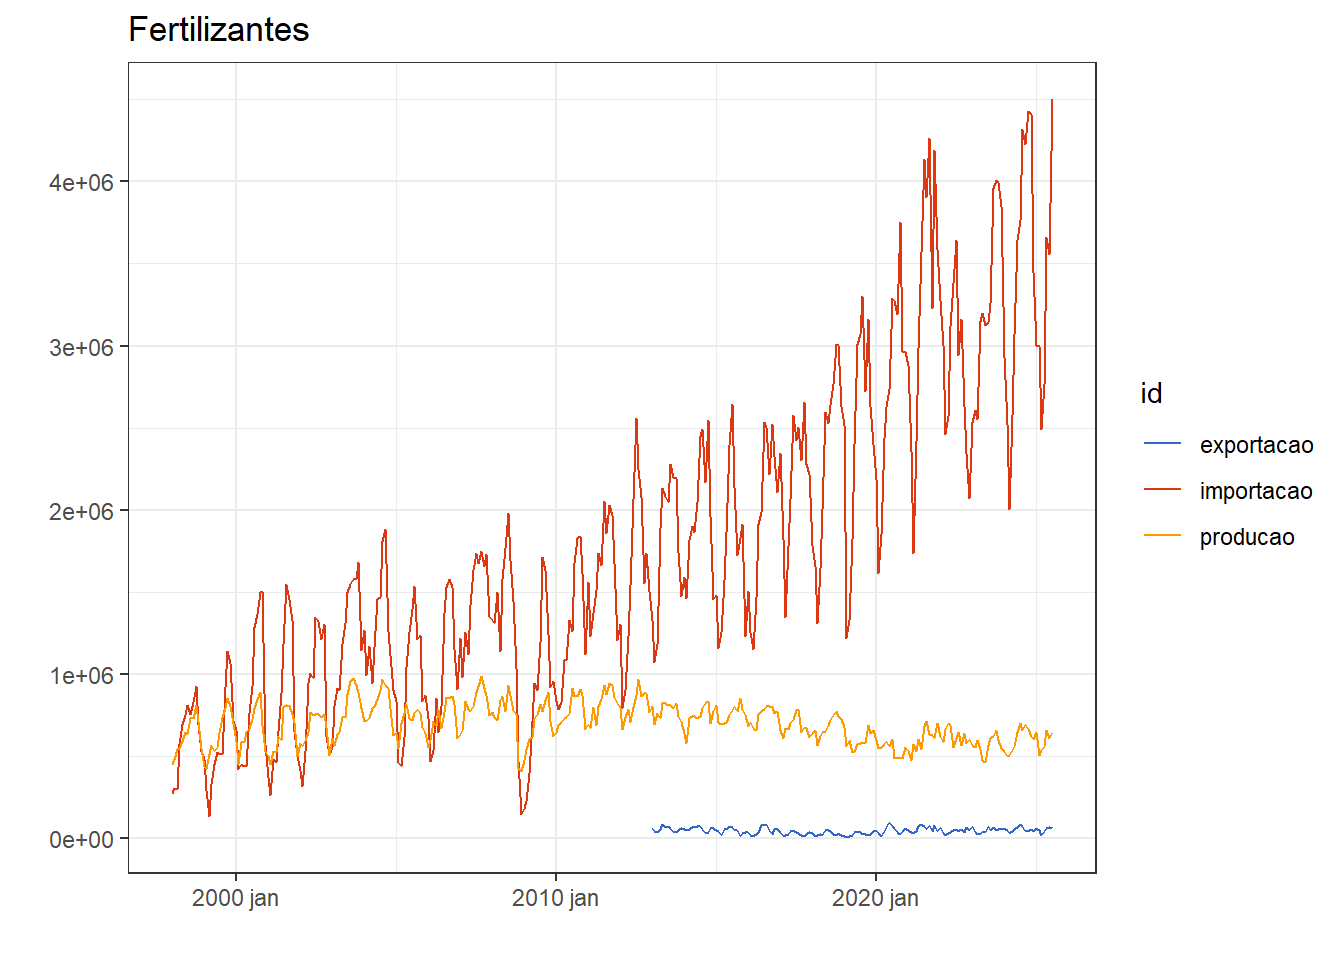 Fertilizantes
4e+06
3e+06
2e+06
1e+06
0e+00
2000 jan
2010 jan
2020 jan
id
exportacao
importacao
producao